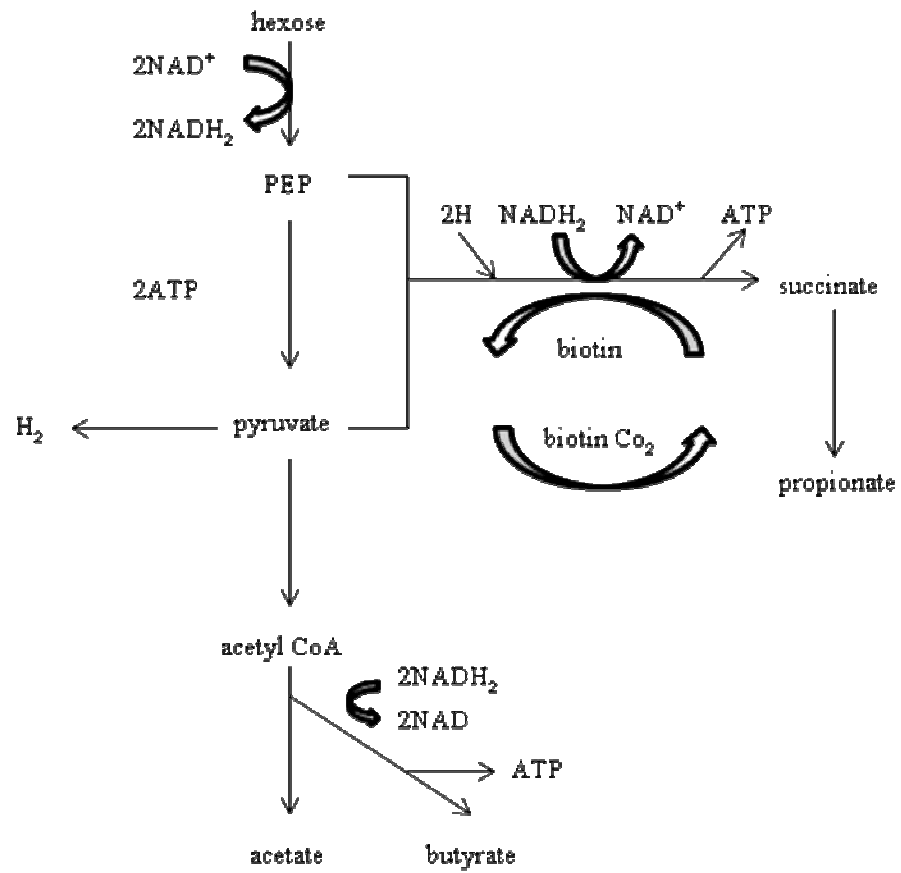 hexose
2NAD⁺
2NADH₂
PEP
2H NADH₂ NAD⁺ ATP
2ATP
succinate
biotin
H₂
pyruvate
biotin Co₂
propionate
acetyl CoA
2NADH₂
2NAD
ATP
acetate
butyrate